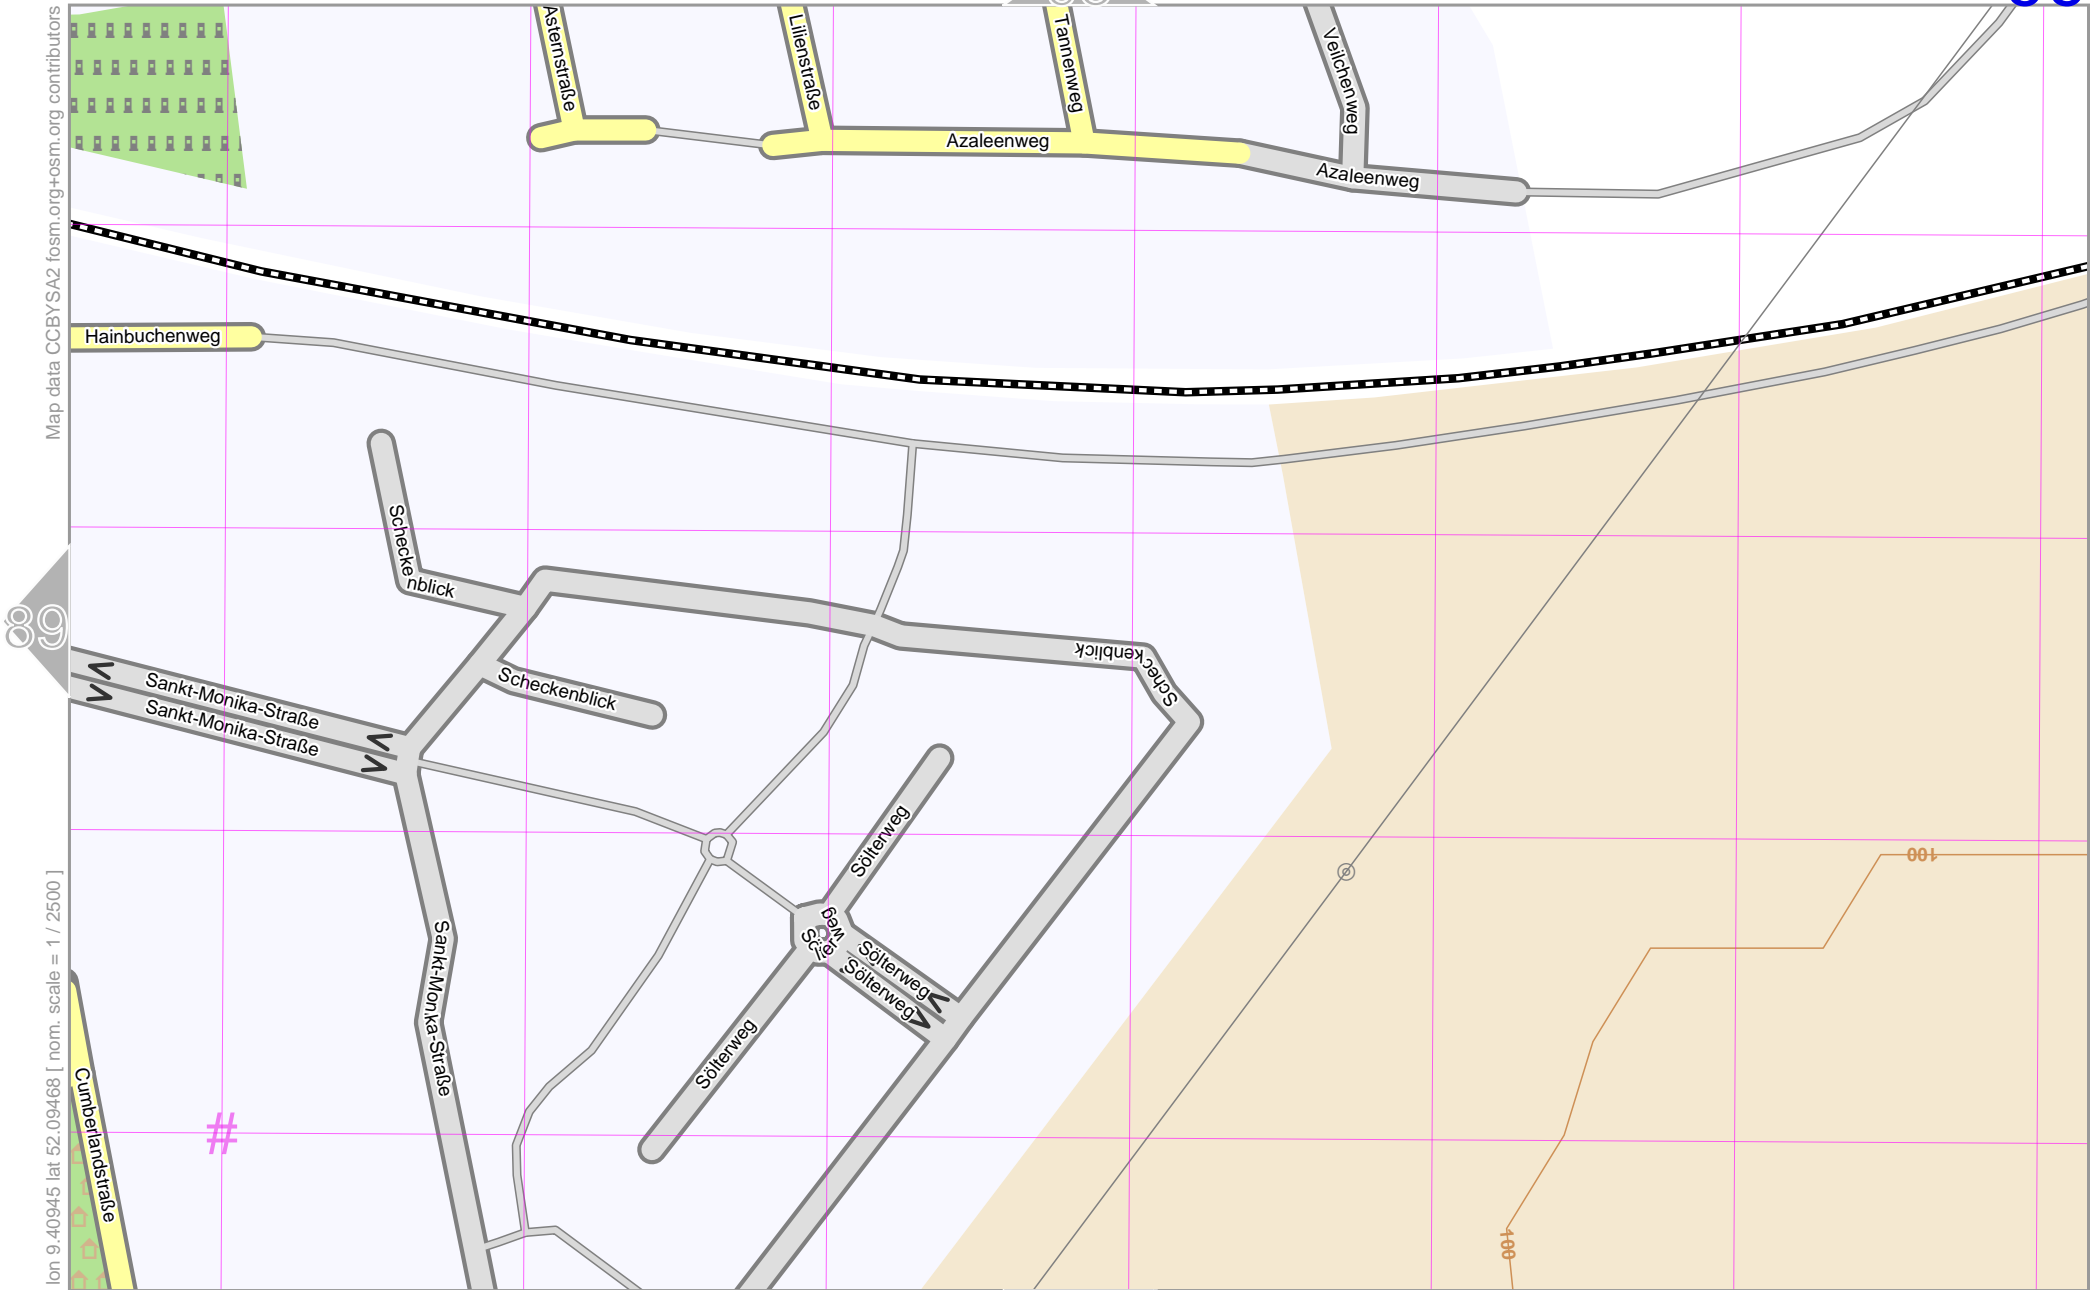 Map data CCBYSA2 fosm.org+osm.org contributors
lon 9.40945 lat 52.09468 [ nom. scale = 1 / 2500 ]
Asternstraße
Lilienstraße
Tannenweg
Veilchenweg
Azaleenweg
Azaleenweg
Hainbuchenweg
Scheckenblick
89
Scheckenblick
Scheckenblick
Sankt-Monika-Straße
Sankt-Monika-Straße
Sölterweg
100
Sölterweg
Sölterweg
Sölterweg
Sankt-Monika-Straße
Sölterweg
Cumberlandstraße
#
100